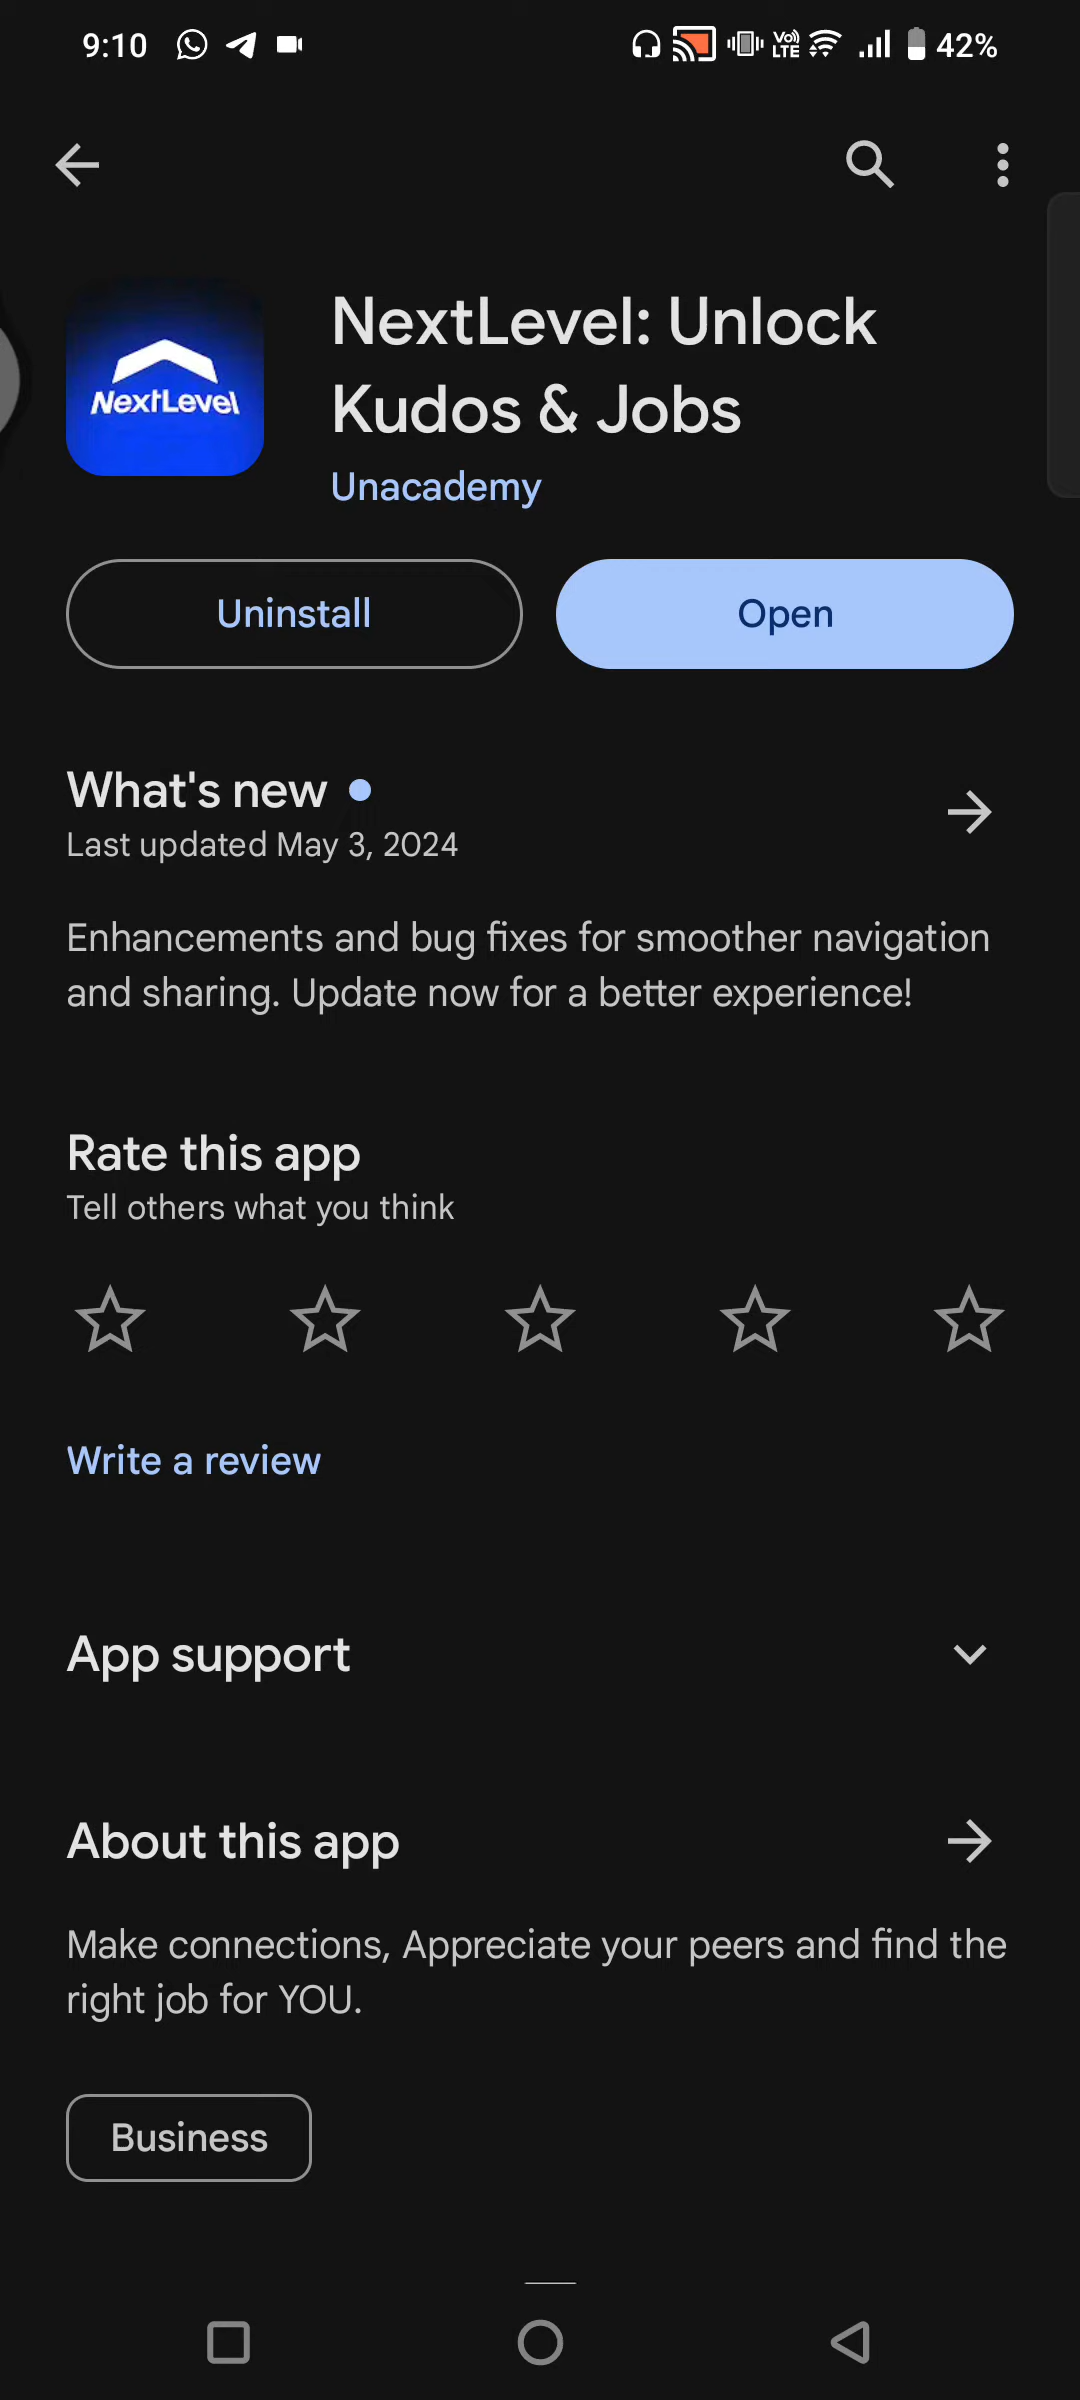 9:10
Vo)
LTE
42%
NextLevel
NextLevel: Unlock
Kudos & Jobs
Unacademy
Uninstall
Open
What's new
Last updated May 3, 2024
Enhancements and bug fixes for smoother navigation
and sharing. Update now for a better experience!
Rate this app
Tell others what you think
Write a review
App support
About this app
Make connections, Appreciate your peers and find the
right job for YOU.
Business